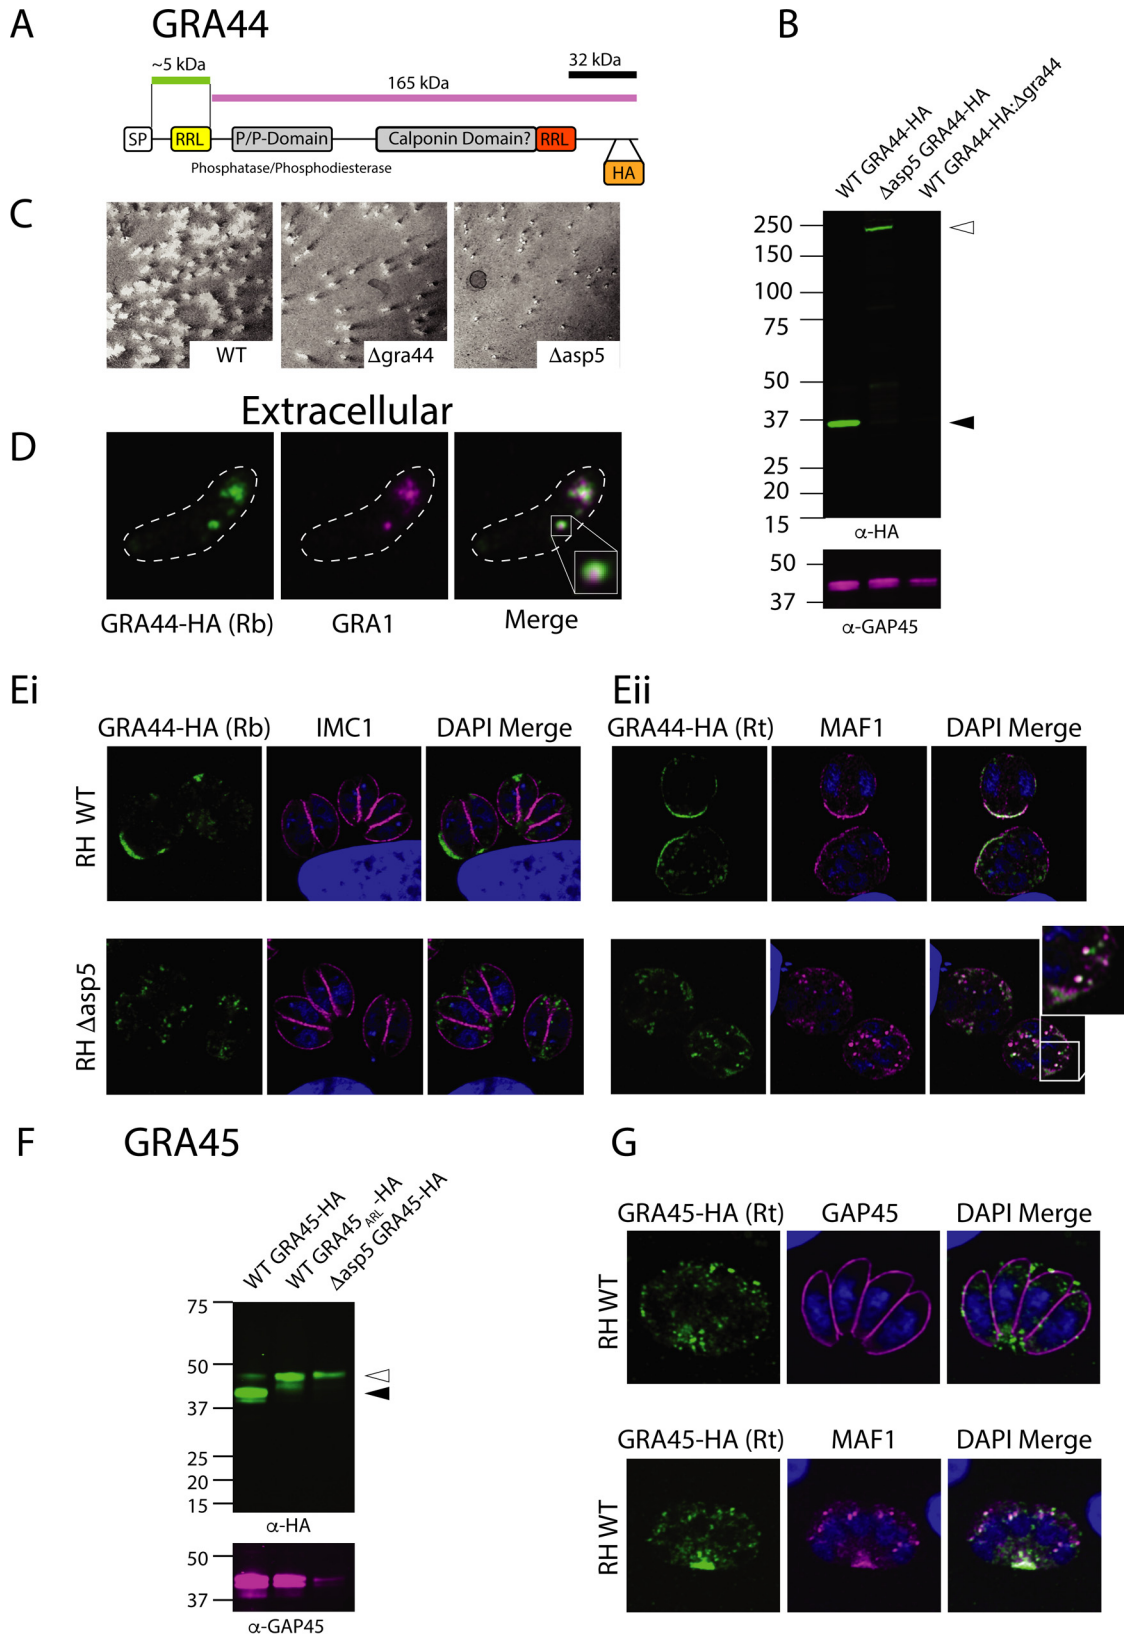 A GRA44
~5 kDa
32 kDa
165 kDa
SP RRL P/P-Domain Calponin Domain? RRL
Phosphatase/Phosphodiesterase
HA
B
WT GRA44-HA
Δasp5 GRA44-HA
WT GRA44-HA:Δgra44
250
150
100
75
50
37
25
20
15
α-HA
50
37
α-GAP45
C
WT
Δgra44
Δasp5
Extracellular
D
GRA44-HA (Rb) GRA1 Merge
Ei
GRA44-HA (Rb) IMC1 DAPI Merge
RH WT
RH Δasp5
Eii
GRA44-HA (Rt) MAF1 DAPI Merge
F GRA45
WT GRA45-HA
WT GRA45ARL-HA
Δasp5 GRA45-HA
75
50
37
25
20
15
α-HA
50
37
α-GAP45
G
GRA45-HA (Rt) GAP45 DAPI Merge
RH WT
GRA45-HA (Rt) MAF1 DAPI Merge
RH WT